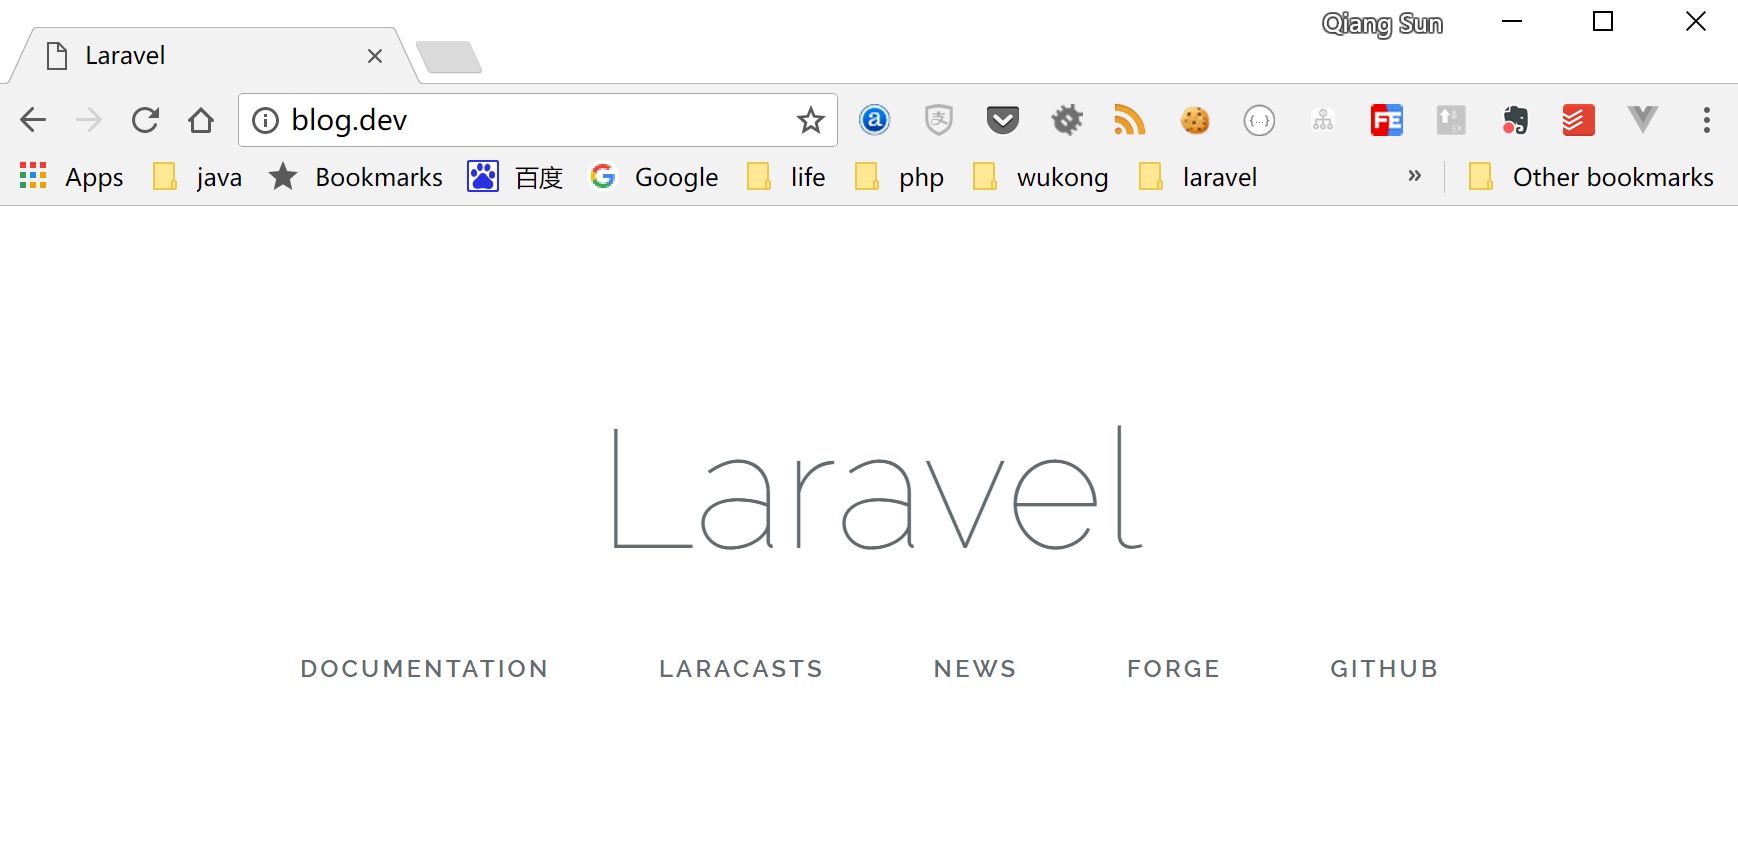 Qiang Sun
Laravel
blog.dev
Apps java Bookmarks 百度 Google life php wukong laravel » Other bookmarks
Laravel
DOCUMENTATION LARACASTS NEWS FORGE GITHUB